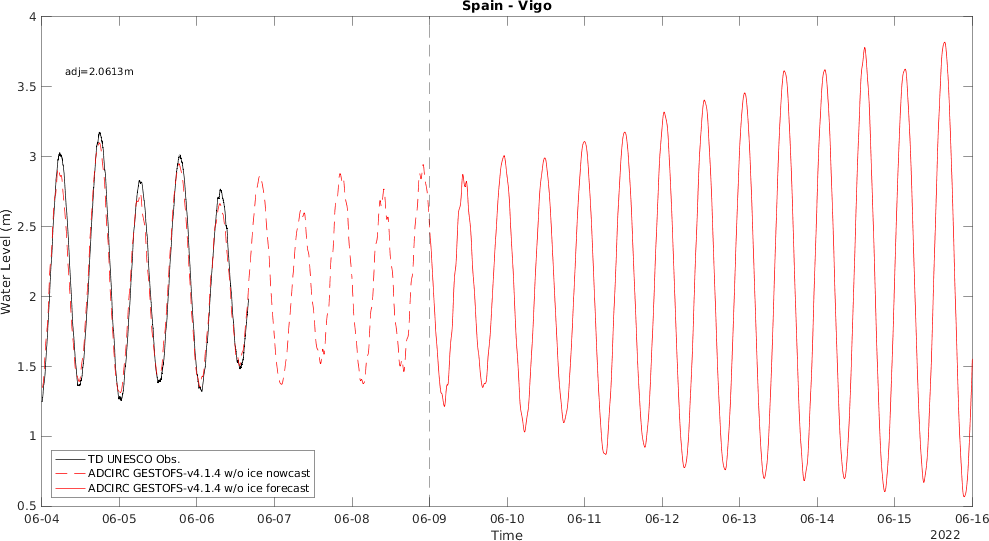 Spain - Vigo
4
3.5
3
2.5
2
1.5
1
0.5
Water Level (m)
adj=2.0613m
TD UNESCO Obs.
ADCIRC GESTOFS-v4.1.4 w/o ice nowcast
ADCIRC GESTOFS-v4.1.4 w/o ice forecast
06-04 06-05 06-06 06-07 06-08 06-09 06-10 06-11 06-12 06-13 06-14 06-15 06-16
Time
2022